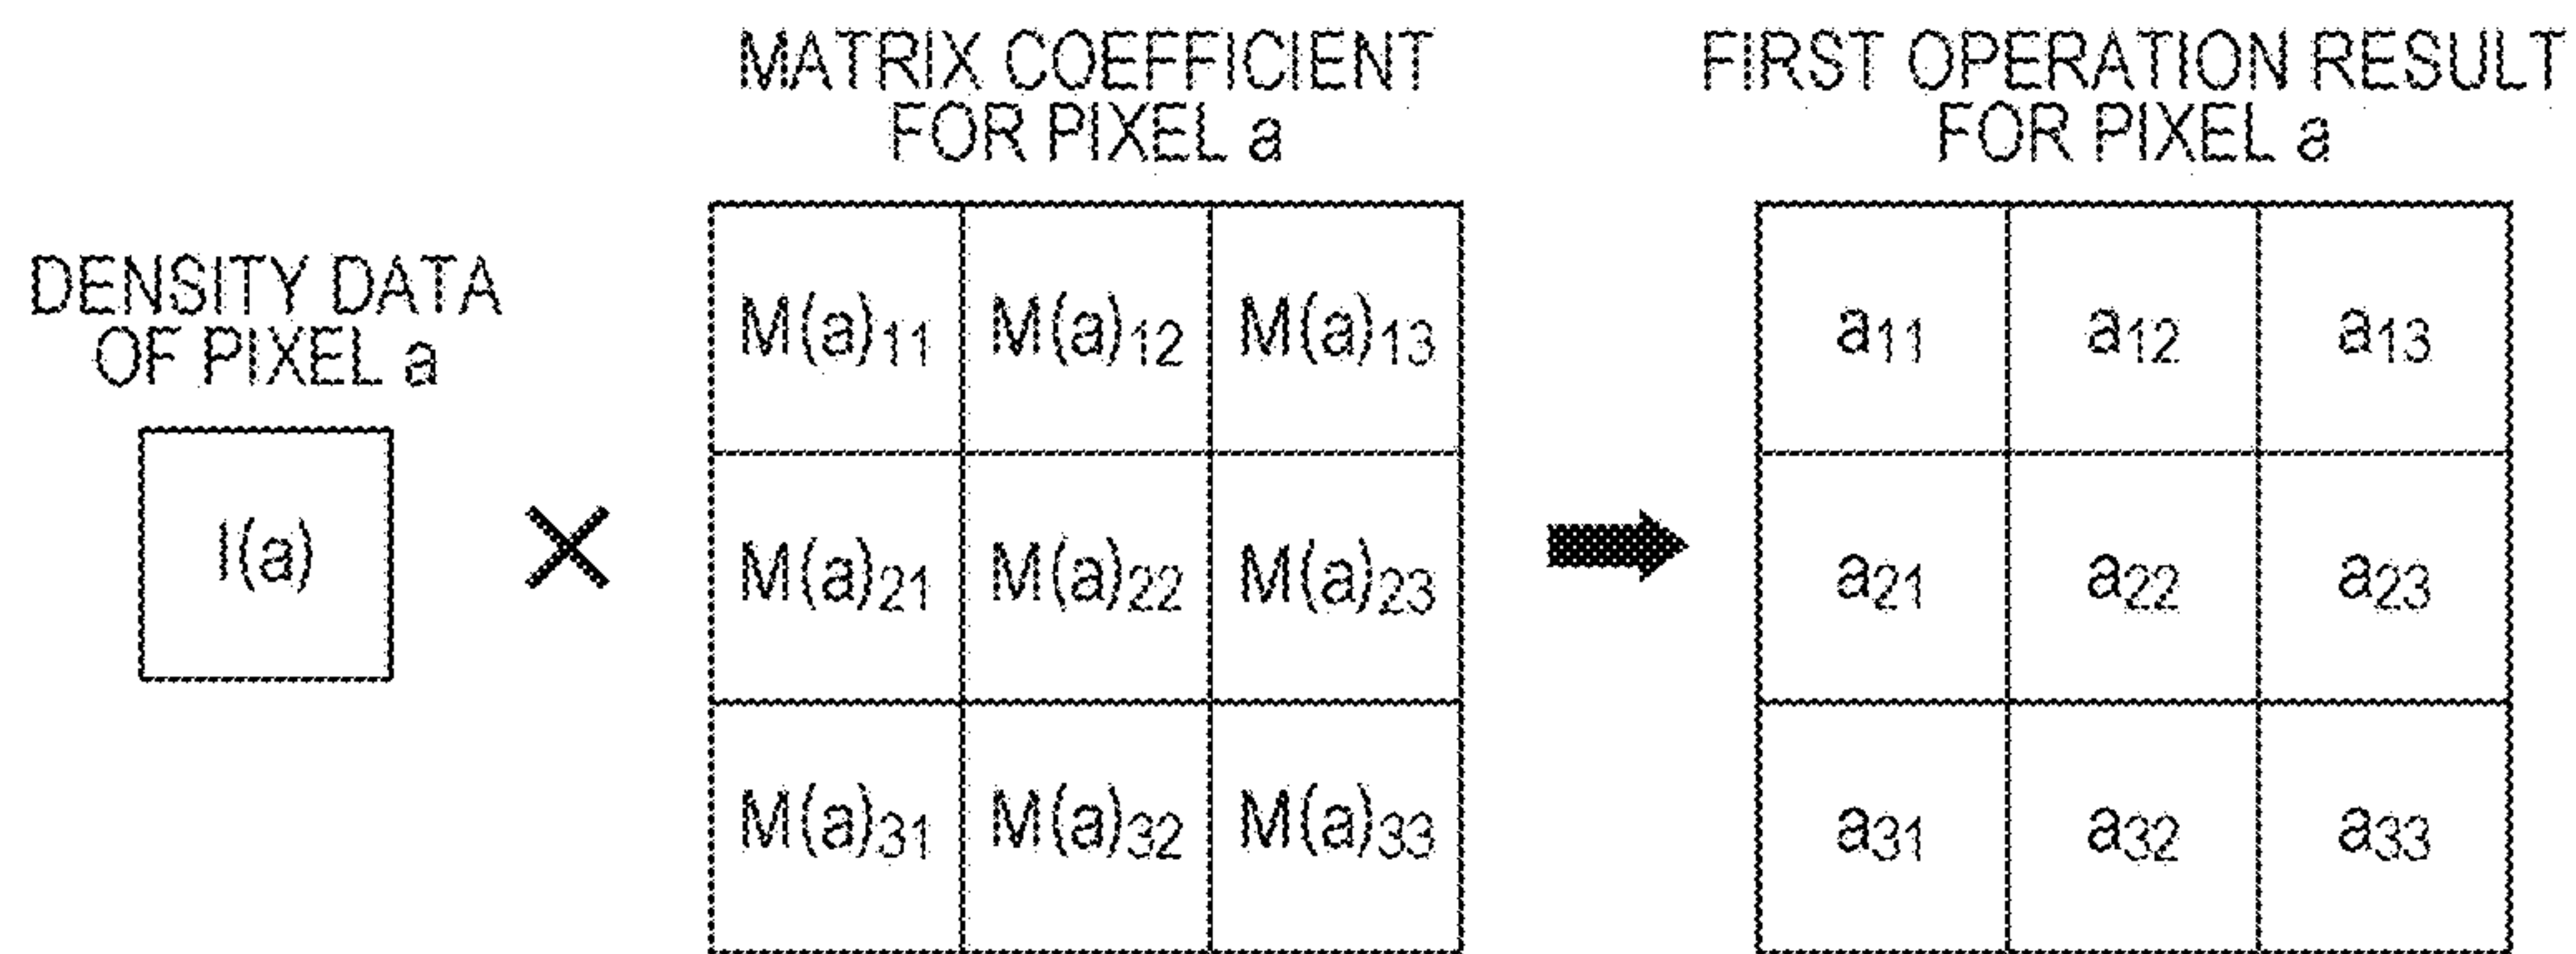 DENSITY DATA
OF PIXEL a
I(a)
×
MATRIX COEFFICIENT
FOR PIXEL a
M(a)11 M(a)12 M(a)13
M(a)21 M(a)22 M(a)23
M(a)31 M(a)32 M(a)33
FIRST OPERATION RESULT
FOR PIXEL a
a11 a12 a13
a21 a22 a23
a31 a32 a33